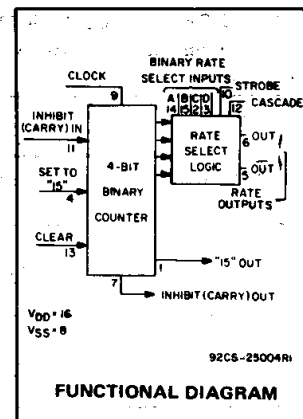 BINARY RATE
SELECT INPUTS
CLOCK
9
A B C D
14 15 2 3
10
STROBE
12
CASCADE
INHIBIT
(CARRY) IN
11
RATE
SELECT
LOGIC
6 OUT
5 OUT
RATE
OUTPUTS
SET TO
"15"
4
4-BIT
BINARY
COUNTER
CLEAR
13
1
"15" OUT
7
INHIBIT (CARRY) OUT
VDD = 16
VSS = 8
92CS-25004R1
FUNCTIONAL DIAGRAM